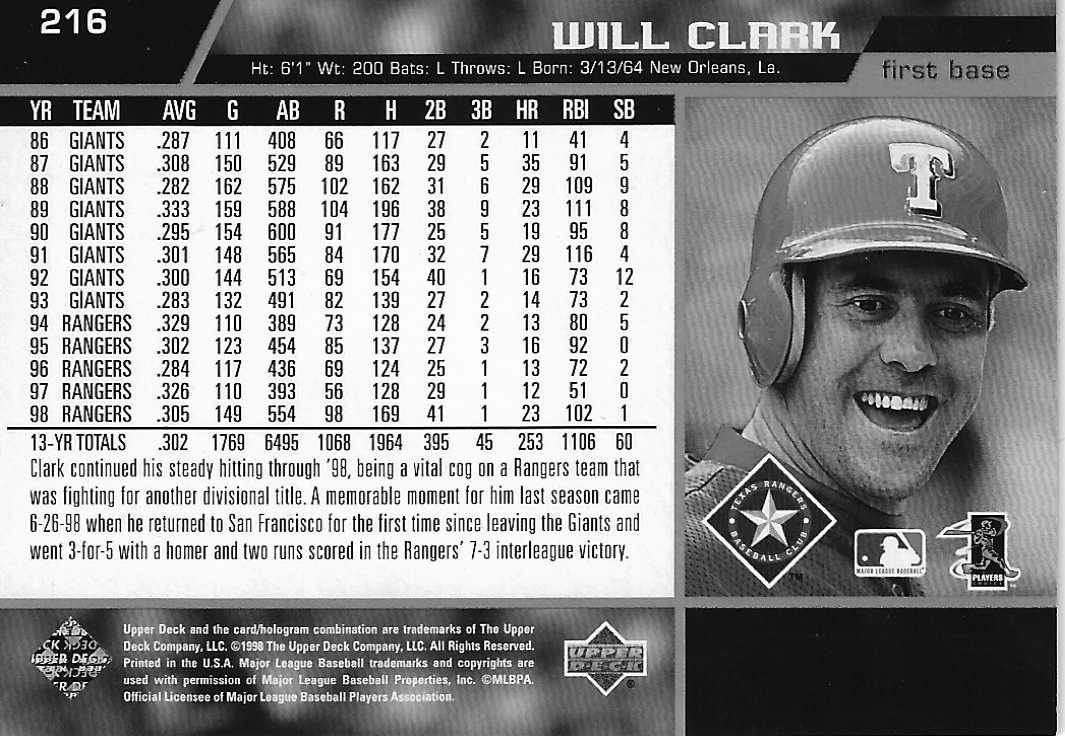 216
WILL CLARK
Ht: 6'1" Wt: 200 Bats: L Throws: L Born: 3/13/64 New Orleans, La.
first base
YR TEAM AVG G AB R H 2B 3B HR RBI SB
86 GIANTS .287 111 408 66 117 27 2 11 41 4
87 GIANTS .308 150 529 89 163 29 5 35 91 5
88 GIANTS .282 162 575 102 162 31 6 29 109 9
89 GIANTS .333 159 588 104 196 38 9 23 111 8
90 GIANTS .295 154 600 91 177 25 5 19 95 8
91 GIANTS .301 148 565 84 170 32 7 29 116 4
92 GIANTS .300 144 513 69 154 40 1 16 73 12
93 GIANTS .283 132 491 82 139 27 2 14 73 2
94 RANGERS .329 110 389 73 128 24 2 13 80 5
95 RANGERS .302 123 454 85 137 27 3 16 92 0
96 RANGERS .284 117 436 69 124 25 1 13 72 2
97 RANGERS .326 110 393 56 128 29 1 12 51 0
98 RANGERS .305 149 554 98 169 41 1 23 102 1
13-YR TOTALS .302 1769 6495 1068 1964 395 45 253 1106 60
Clark continued his steady hitting through '98, being a vital cog on a Rangers team that
was fighting for another divisional title. A memorable moment for him last season came
6-26-98 when he returned to San Francisco for the first time since leaving the Giants and
went 3-for-5 with a homer and two runs scored in the Rangers' 7-3 interleague victory.
T
TEXAS RANGERS
BASEBALL CLUB
TM
MAJOR LEAGUE BASEBALL
PLAYERS
CHOICE
Upper Deck and the card/hologram combination are trademarks of The Upper
Deck Company, LLC. ©1998 The Upper Deck Company, LLC. All Rights Reserved.
Printed in the U.S.A. Major League Baseball trademarks and copyrights are
used with permission of Major League Baseball Properties, Inc. ©MLBPA.
Official Licensee of Major League Baseball Players Association.
UPPER
DECK
®